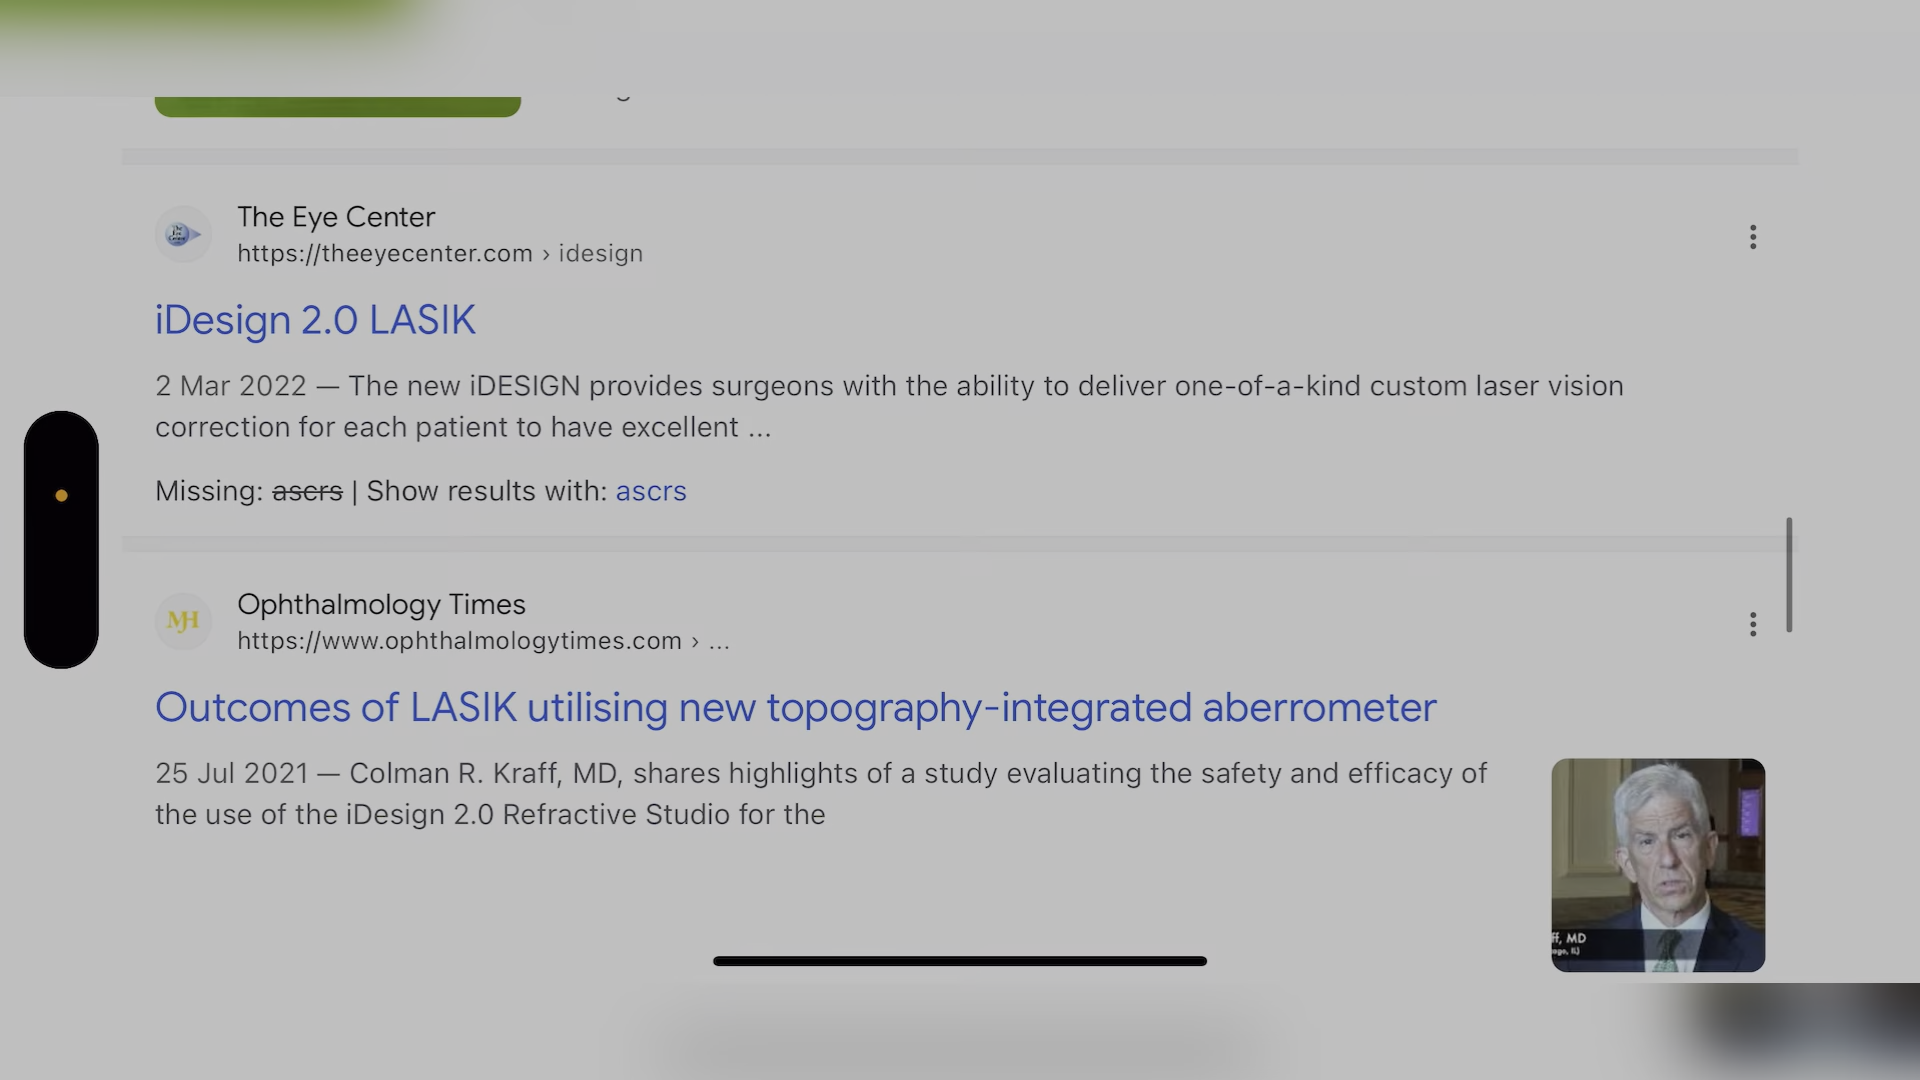 The Eye Center
https://theeyecenter.com › idesign
iDesign 2.0 LASIK
2 Mar 2022 — The new iDESIGN provides surgeons with the ability to deliver one-of-a-kind custom laser vision
correction for each patient to have excellent ...
Missing: ascrs | Show results with: ascrs
MJH
Ophthalmology Times
https://www.ophthalmologytimes.com › ...
Outcomes of LASIK utilising new topography-integrated aberrometer
25 Jul 2021 — Colman R. Kraff, MD, shares highlights of a study evaluating the safety and efficacy of
the use of the iDesign 2.0 Refractive Studio for the
ff, MD